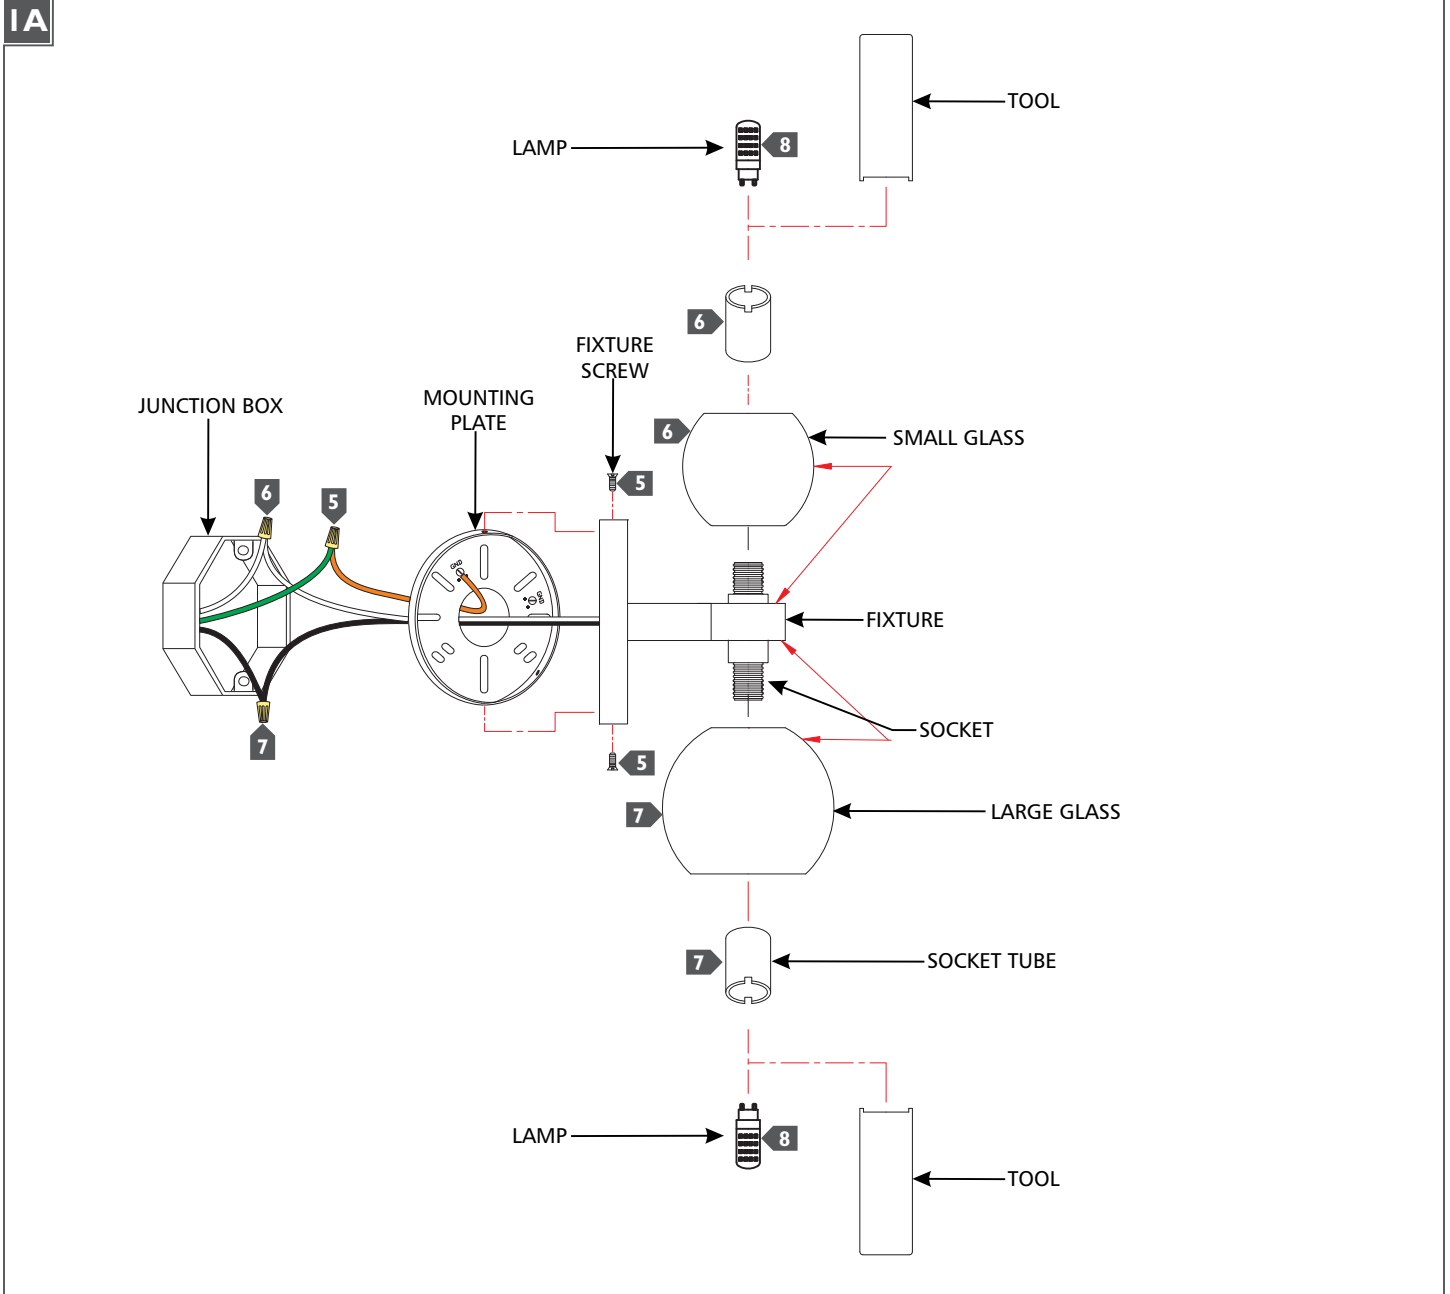 1A
TOOL
LAMP
8
6
FIXTURE
SCREW
MOUNTING
PLATE
JUNCTION BOX
6
SMALL GLASS
5
6
5
GND
GND
FIXTURE
SOCKET
7
5
LARGE GLASS
7
7
SOCKET TUBE
LAMP
8
TOOL